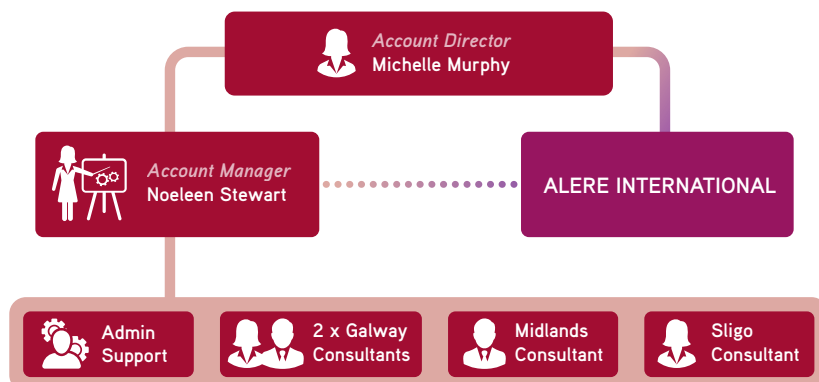 Account Director
Michelle Murphy
Account Manager
Noeleen Stewart
ALERE INTERNATIONAL
Admin
Support
2 x Galway
Consultants
Midlands
Consultant
Sligo
Consultant